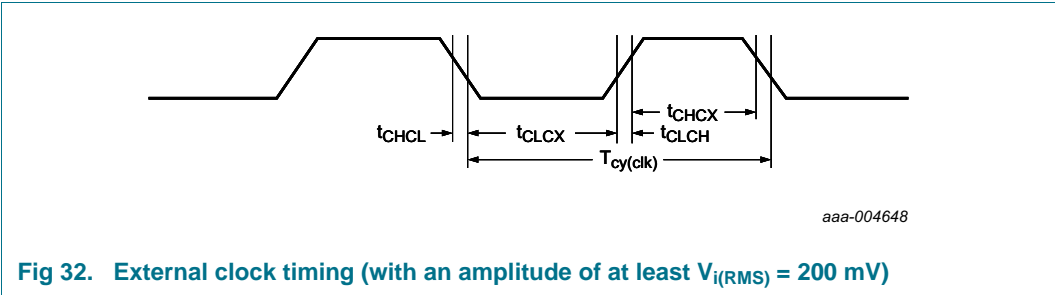 tCHCX
tCHCL tCLCX tCLCH
Tcy(clk)
aaa-004648
Fig 32. External clock timing (with an amplitude of at least Vi(RMS) = 200 mV)